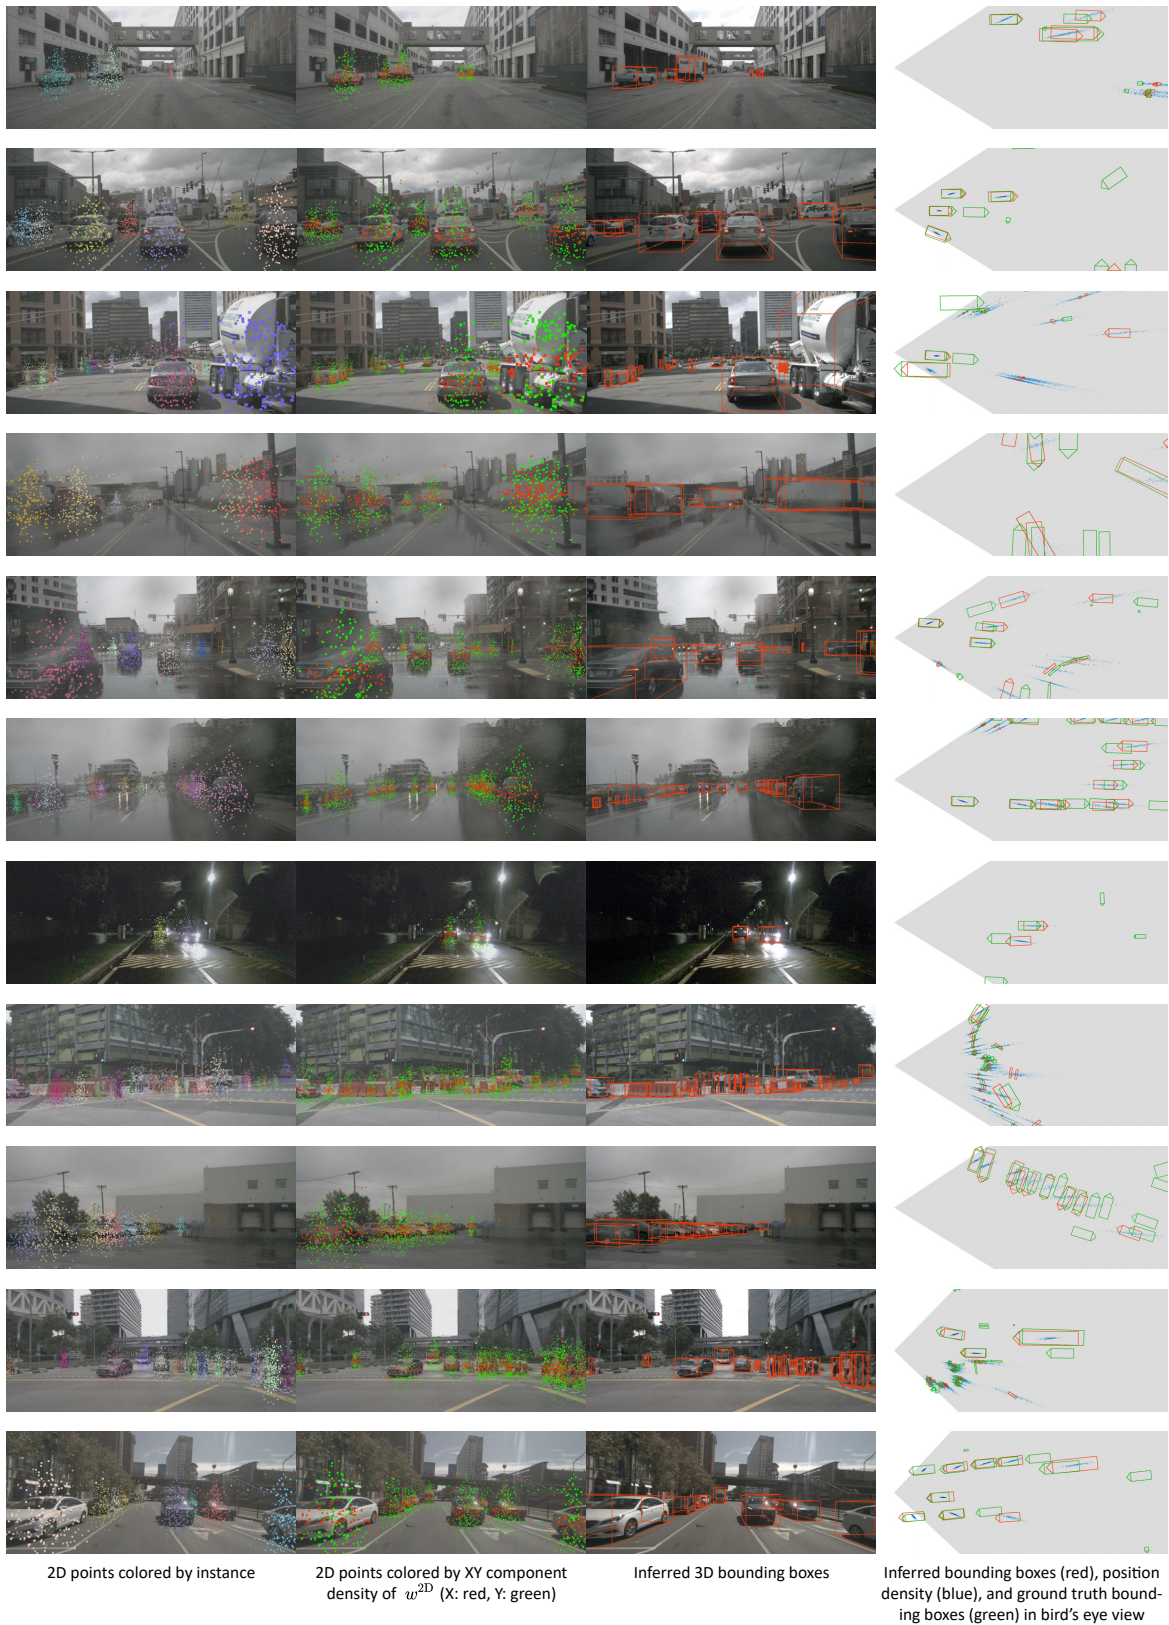 2D points colored by instance
2D points colored by XY component
density of w^2D (X: red, Y: green)
Inferred 3D bounding boxes
Inferred bounding boxes (red), position
density (blue), and ground truth bound-
ing boxes (green) in bird's eye view